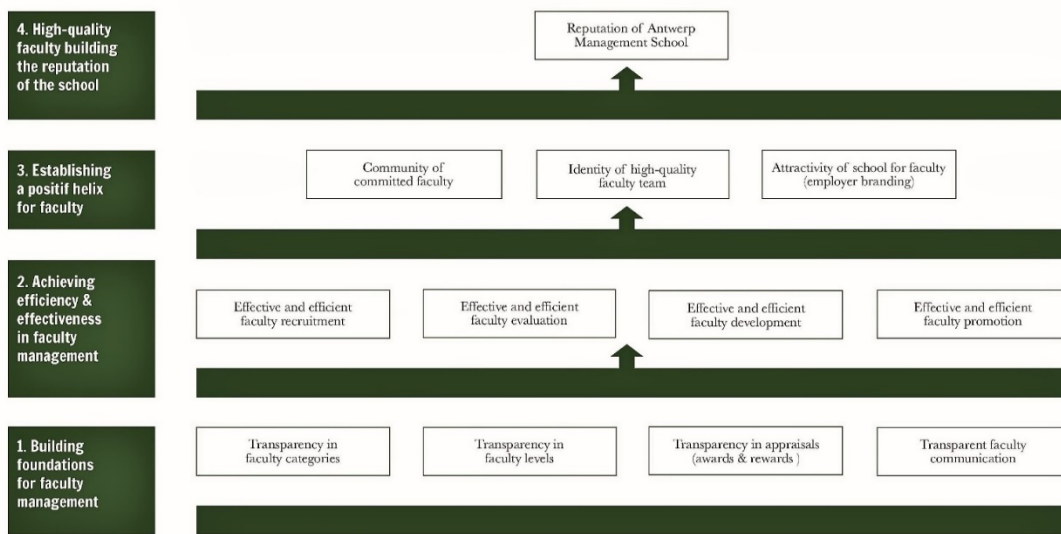 4. High-quality
faculty building
the reputation
of the school
Reputation of Antwerp
Management School
3. Establishing
a positif helix
for faculty
Community of
committed faculty
Identity of high-quality
faculty team
Attractivity of school for faculty
(employer branding)
2. Achieving
efficiency &
effectiveness
in faculty
management
Effective and efficient
faculty recruitment
Effective and efficient
faculty evaluation
Effective and efficient
faculty development
Effective and efficient
faculty promotion
1. Building
foundations
for faculty
management
Transparency in
faculty categories
Transparency in
faculty levels
Transparency in appraisals
(awards & rewards )
Transparent faculty
communication